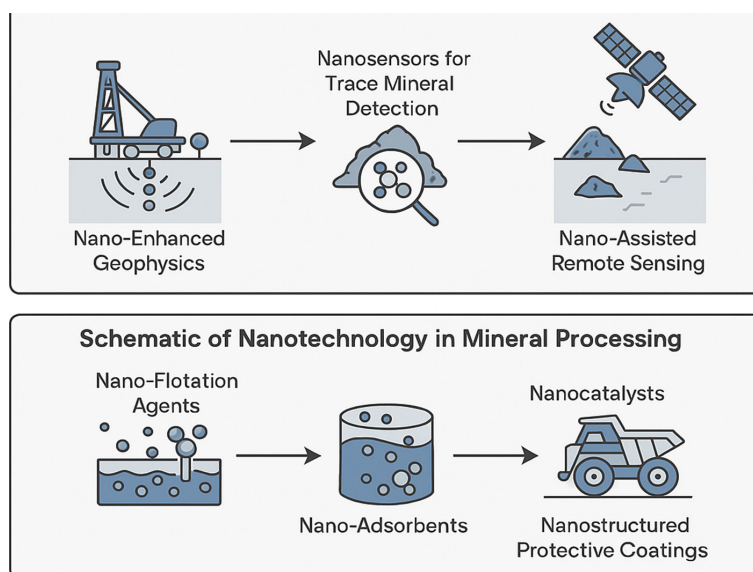 Nanosensors for
Trace Mineral
Detection
Nano-Enhanced
Geophysics
Nano-Assisted
Remote Sensing
Schematic of Nanotechnology in Mineral Processing
Nano-Flotation
Agents
Nanocatalysts
Nano-Adsorbents
Nanostructured
Protective Coatings